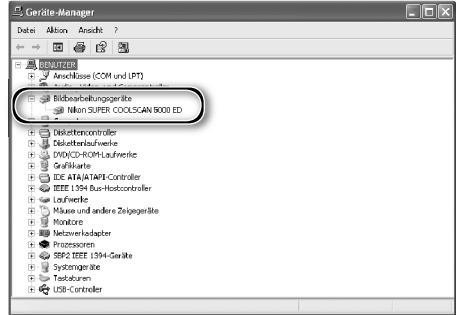 Geräte-Manager
Datei Aktion Ansicht ?
BENUTZER
Anschlüsse (COM und LPT)
Bildbearbeitungsgeräte
Nikon SUPER COOLSCAN 5000 ED
Diskettencontroller
Diskettenlaufwerke
DVD/CD-ROM-Laufwerke
Grafikkarte
IDE ATA/ATAPI-Controller
IEEE 1394 Bus-Hostcontroller
Laufwerke
Mäuse und andere Zeigegeräte
Monitore
Netzwerkadapter
Prozessoren
SBP2 IEEE 1394-Geräte
Systemgeräte
Tastaturen
USB-Controller